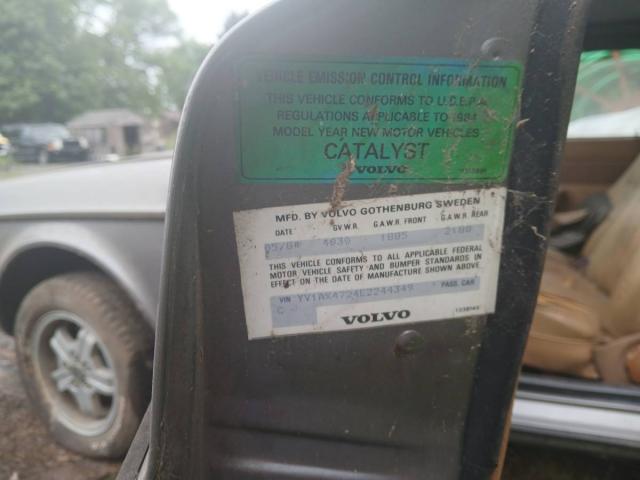 VEHICLE EMISSION CONTROL INFORMATION
THIS VEHICLE CONFORMS TO U.S.E.P.A.
REGULATIONS APPLICABLE TO 1984
MODEL YEAR NEW MOTOR VEHICLES
CATALYST
VOLVO
MFD. BY VOLVO GOTHENBURG SWEDEN
DATE G.V.W.R. G.A.W.R. FRONT G.A.W.R. REAR
05/84 4030
THIS VEHICLE CONFORMS TO ALL APPLICABLE FEDERAL
MOTOR VEHICLE SAFETY AND BUMPER STANDARDS IN
EFFECT ON THE DATE OF MANUFACTURE SHOWN ABOVE
VIN YV1AX4724E2244349 PASS. CAR
C
VOLVO